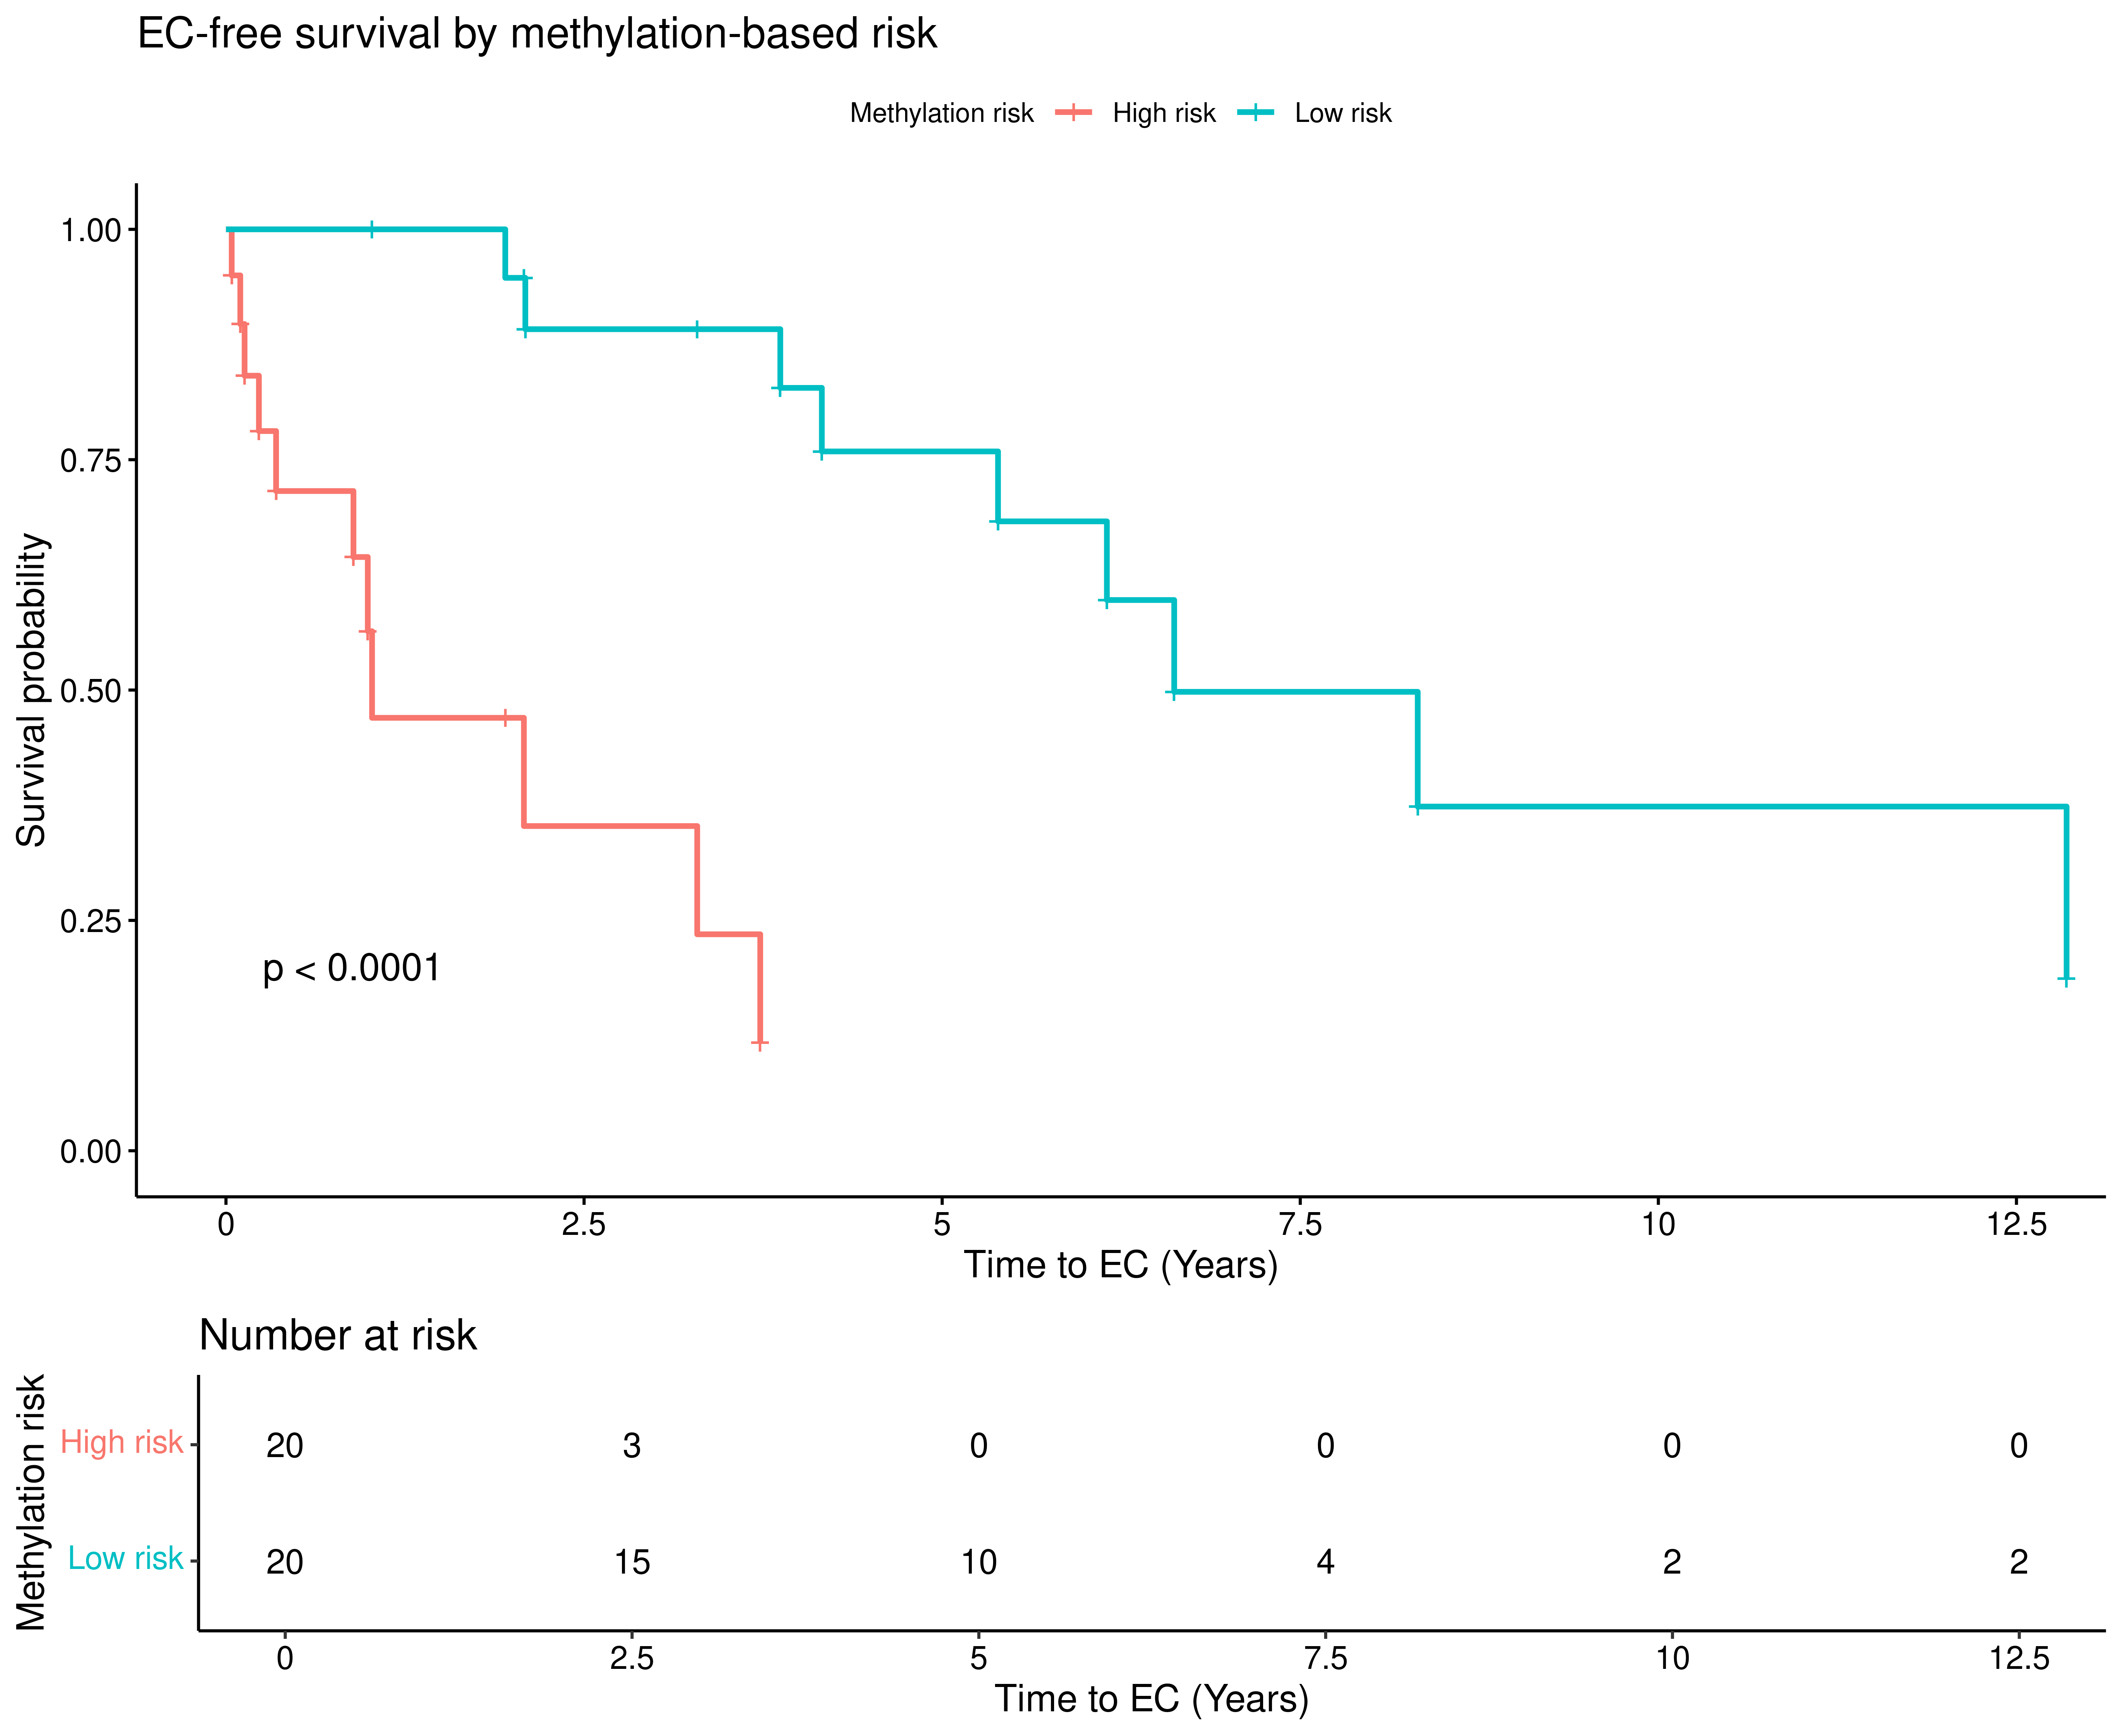 EC-free survival by methylation-based risk
Methylation risk High risk Low risk
Survival probability
1.00
0.75
0.50
0.25
0.00
p < 0.0001
0 2.5 5 7.5 10 12.5
Time to EC (Years)
Number at risk
Methylation risk
High risk 20 3 0 0 0 0
Low risk 20 15 10 4 2 2
0 2.5 5 7.5 10 12.5
Time to EC (Years)